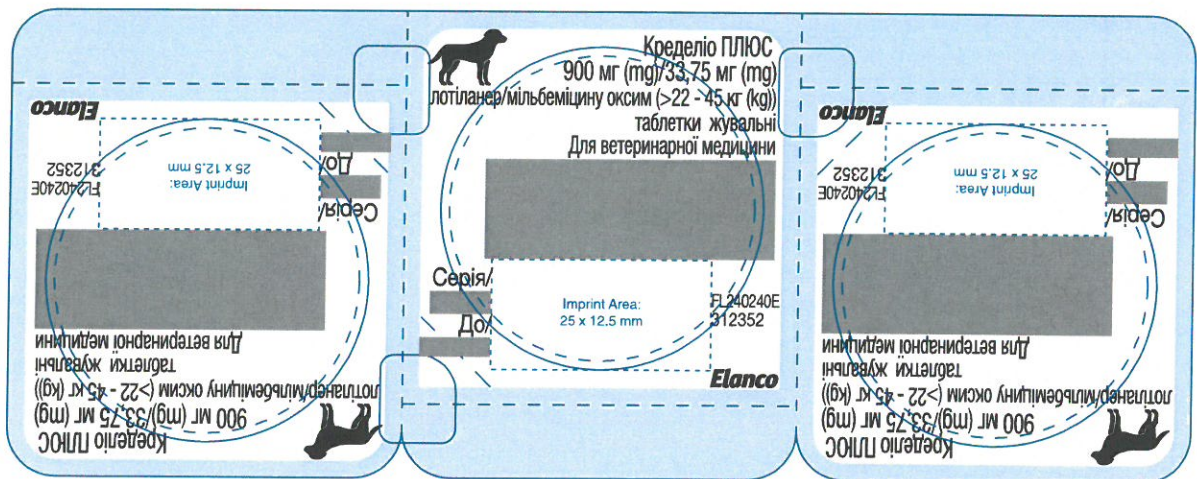 Elanco
До/
Серія/
Imprint Area:
25 x 12.5 mm
FL240240E
312352
Для ветеринарної медицини
таблетки жувальні
лотіланер/мільбеміцину оксим (>22 - 45 кг (kg))
900 мг (mg)/33,75 мг (mg)
Кределіо ПЛЮС
Кределіо ПЛЮС
900 мг (mg)/33,75 мг (mg)
лотіланер/мільбеміцину оксим (>22 - 45 кг (kg))
таблетки жувальні
Для ветеринарної медицини
Серія/
До/
Imprint Area:
25 x 12.5 mm
FL240240E
312352
Elanco
Elanco
До/
Серія/
Imprint Area:
25 x 12.5 mm
FL240240E
312352
Для ветеринарної медицини
таблетки жувальні
лотіланер/мільбеміцину оксим (>22 - 45 кг (kg))
900 мг (mg)/33,75 мг (mg)
Кределіо ПЛЮС